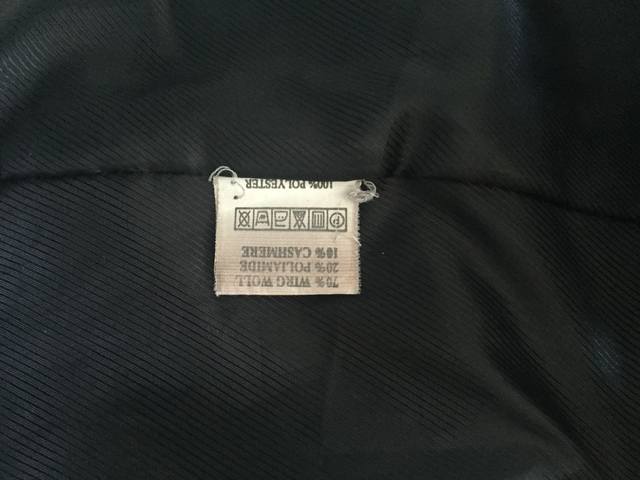 70% WIRG WOLL
20% POLIAMIDE
10% CASHMERE
100% POLYESTER